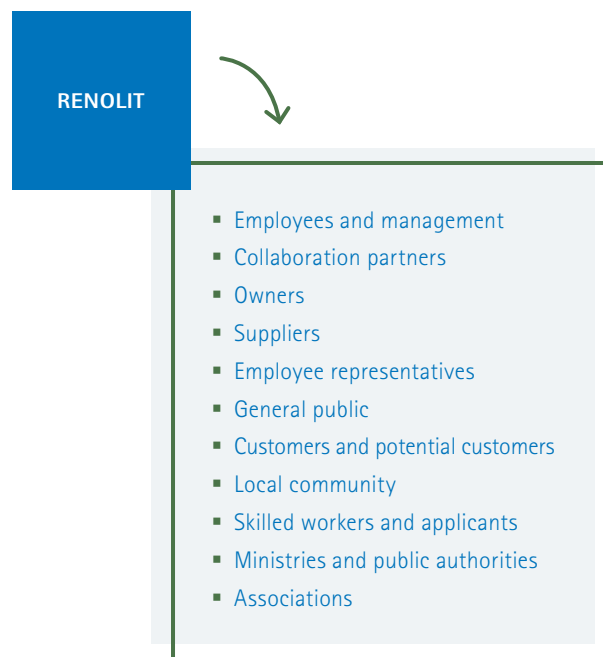 RENOLIT
Employees and management
Collaboration partners
Owners
Suppliers
Employee representatives
General public
Customers and potential customers
Local community
Skilled workers and applicants
Ministries and public authorities
Associations